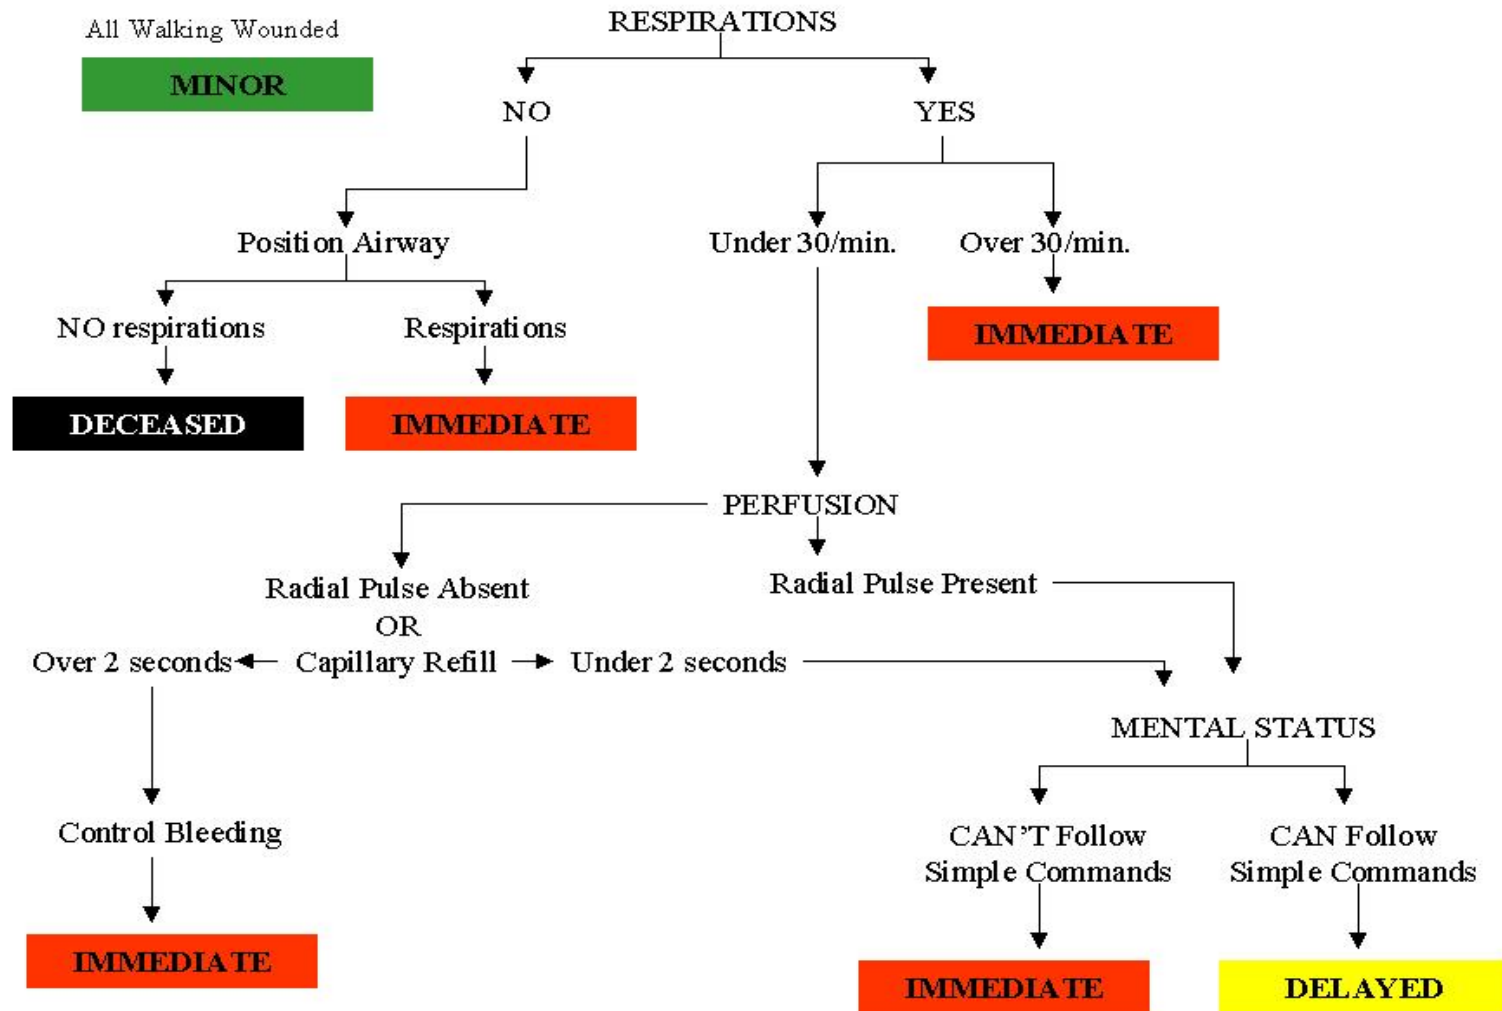 All Walking Wounded
MINOR
RESPIRATIONS
NO
YES
Position Airway
Under 30/min.
Over 30/min.
NO respirations
Respirations
IMMEDIATE
DECEASED
IMMEDIATE
PERFUSION
Radial Pulse Absent
OR
Radial Pulse Present
Over 2 seconds
Capillary Refill
Under 2 seconds
MENTAL STATUS
Control Bleeding
CAN'T Follow
Simple Commands
CAN Follow
Simple Commands
IMMEDIATE
IMMEDIATE
DELAYED